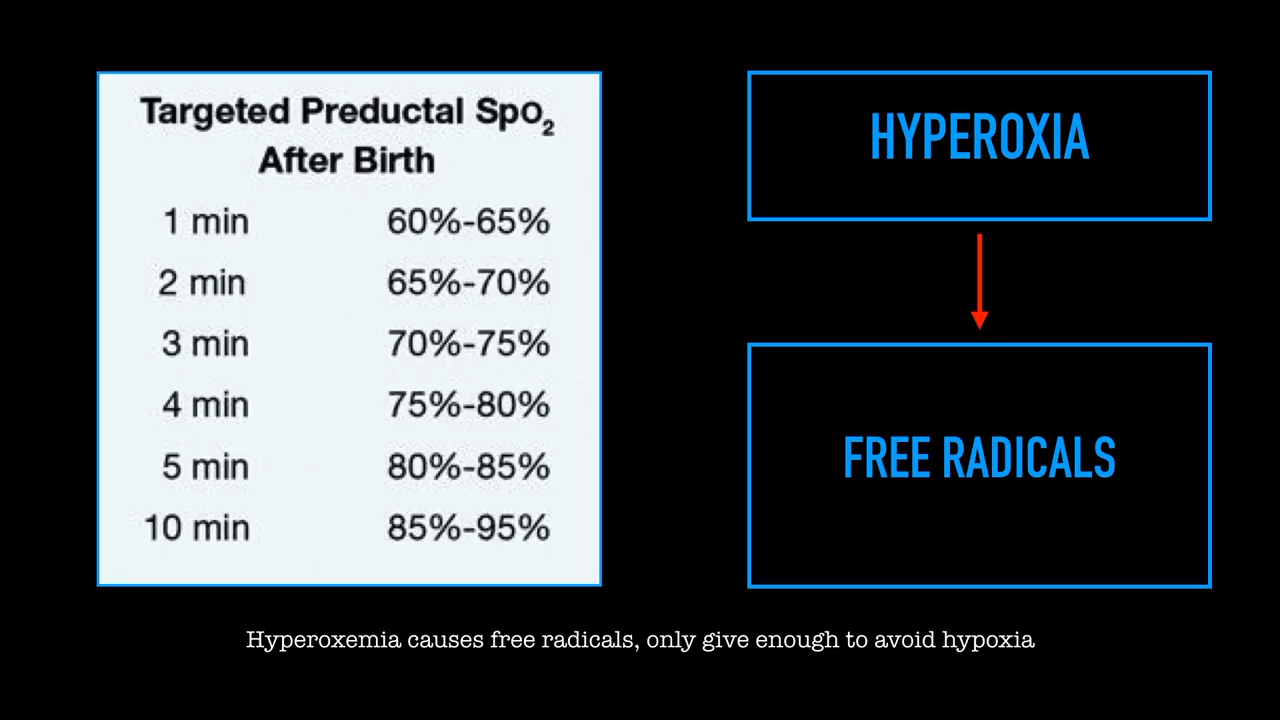 Targeted Preductal SpO₂
After Birth
1 min 60%-65%
2 min 65%-70%
3 min 70%-75%
4 min 75%-80%
5 min 80%-85%
10 min 85%-95%
HYPEROXIA
FREE RADICALS
Hyperoxemia causes free radicals, only give enough to avoid hypoxia